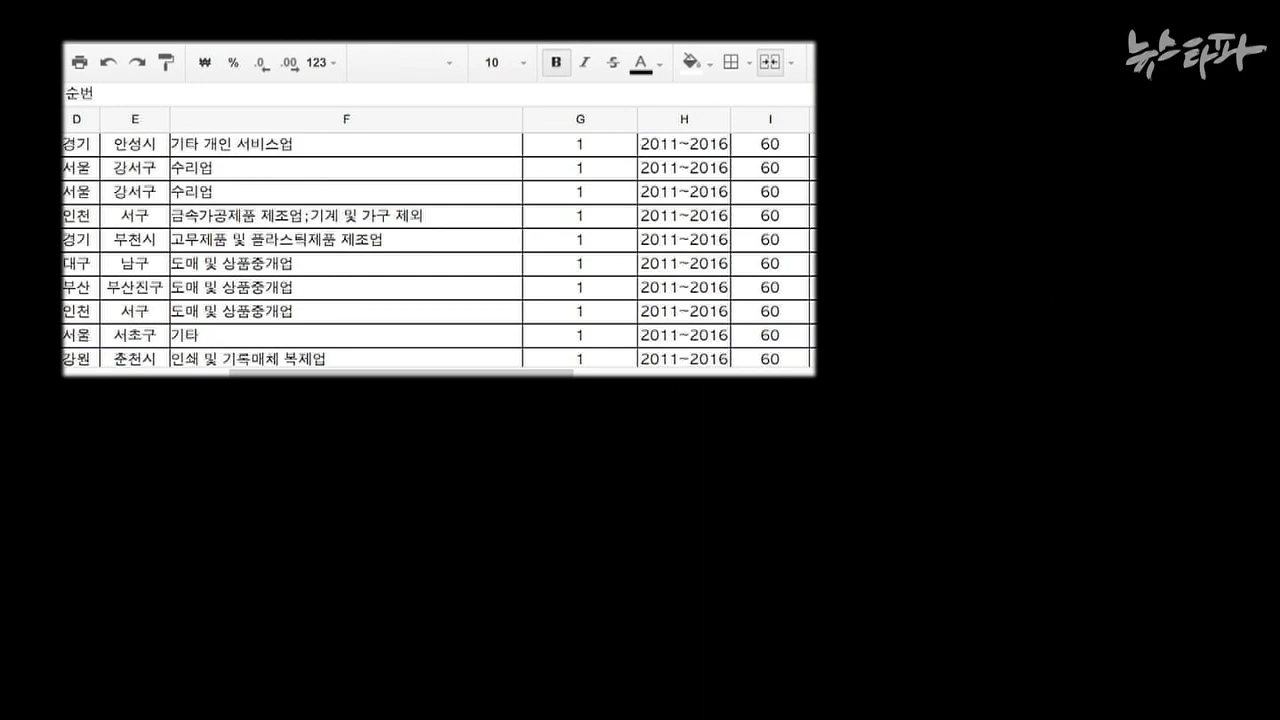 뉴스타파
₩ % .0 .00 123 10 B I S A
순번
D E F G H I
경기 안성시 기타 개인 서비스업 1 2011~2016 60
서울 강서구 수리업 1 2011~2016 60
서울 강서구 수리업 1 2011~2016 60
인천 서구 금속가공제품 제조업;기계 및 가구 제외 1 2011~2016 60
경기 부천시 고무제품 및 플라스틱제품 제조업 1 2011~2016 60
대구 남구 도매 및 상품중개업 1 2011~2016 60
부산 부산진구 도매 및 상품중개업 1 2011~2016 60
인천 서구 도매 및 상품중개업 1 2011~2016 60
서울 서초구 기타 1 2011~2016 60
강원 춘천시 인쇄 및 기록매체 복제업 1 2011~2016 60